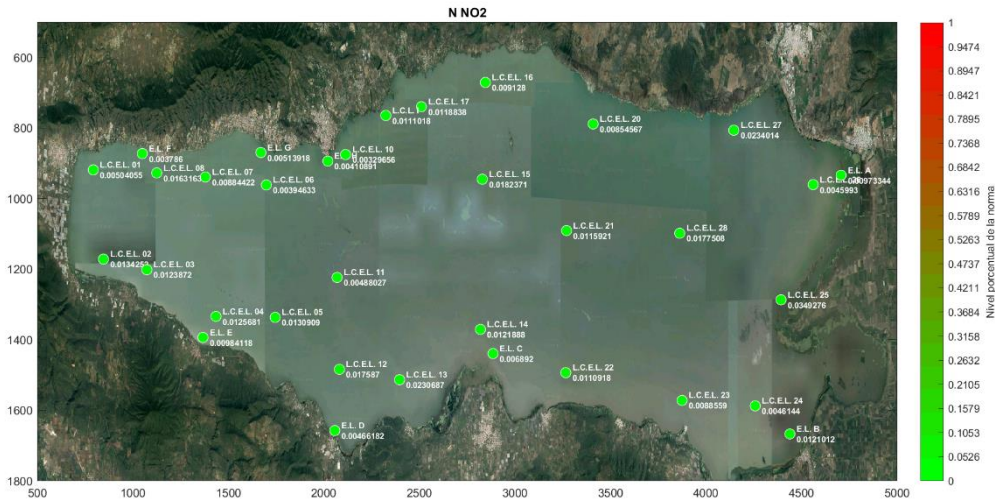 N NO2
600
800
1000
1200
1400
1600
1800
500
1000
1500
2000
2500
3000
3500
4000
4500
5000
L.C.E.L. 16
0.009128
L.C.E.L. 17
0.0118838
0.0111018
L.C.E.L. 20
0.00854567
L.C.E.L. 27
0.0234014
E.L. F
0.003786
E.L. G
0.00513918
L.C.E.L. 10
0.00329656
0.00410891
L.C.E.L. 01
0.00504055
L.C.E.L. 08
0.0163163
L.C.E.L. 07
0.00884422
L.C.E.L. 06
0.00394633
L.C.E.L. 15
0.0182371
E.L. A
0.000973344
0.0045993
L.C.E.L. 21
0.0115921
L.C.E.L. 28
0.0177508
L.C.E.L. 02
L.C.E.L. 03
0.0123872
L.C.E.L. 11
0.00488027
L.C.E.L. 25
0.0349276
L.C.E.L. 04
0.0125681
L.C.E.L. 05
0.0130909
E.L. E
0.00984118
L.C.E.L. 14
0.0121888
E.L. C
0.006892
L.C.E.L. 12
0.017587
L.C.E.L. 13
0.0230687
L.C.E.L. 22
0.0110918
L.C.E.L. 23
0.0088559
L.C.E.L. 24
0.0046144
E.L. D
0.00466182
E.L. B
0.0121012
1
0.9474
0.8947
0.8421
0.7895
0.7368
0.6842
0.6316
0.5789
0.5263
0.4737
0.4211
0.3684
0.3158
0.2632
0.2105
0.1579
0.1053
0.0526
Nivel porcentual de la norma